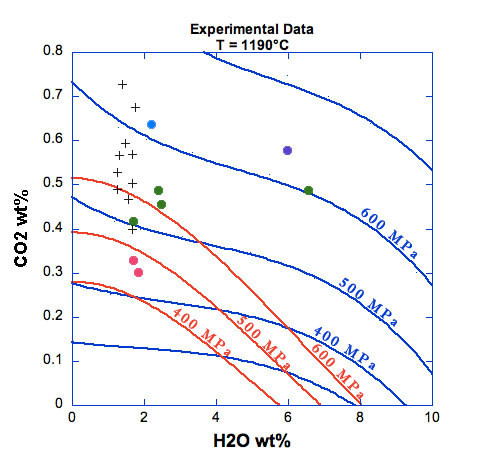 Experimental Data
T = 1190°C
0.8
0.7
0.6
0.5
0.4
0.3
0.2
0.1
0
CO2 wt%
600 MPa
500 MPa
400 MPa
400 MPa
500 MPa
600 MPa
0
2
4
6
8
10
H2O wt%